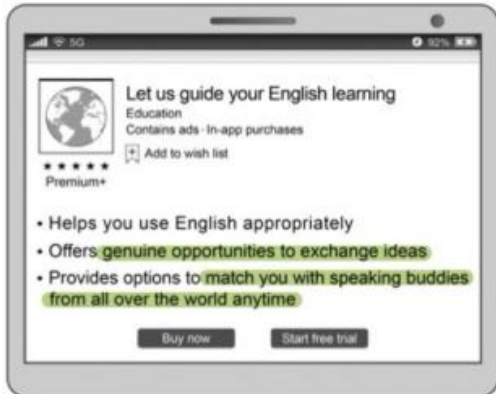 5G
92%
Let us guide your English learning
Education
Contains ads · In-app purchases
Add to wish list
★ ★ ★ ★ ★
Premium+
• Helps you use English appropriately
• Offers genuine opportunities to exchange ideas
• Provides options to match you with speaking buddies
from all over the world anytime
Buy now
Start free trial